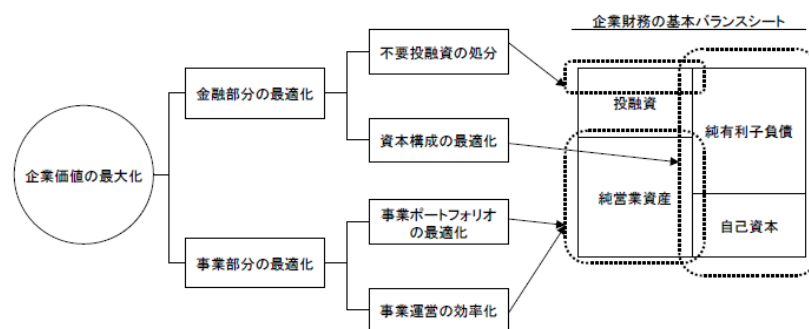 企業財務の基本バランスシート
不要投融資の処分
金融部分の最適化
投融資
資本構成の最適化
純有利子負債
企業価値の最大化
純営業資産
事業ポートフォリオ
の最適化
自己資本
事業部分の最適化
事業運営の効率化